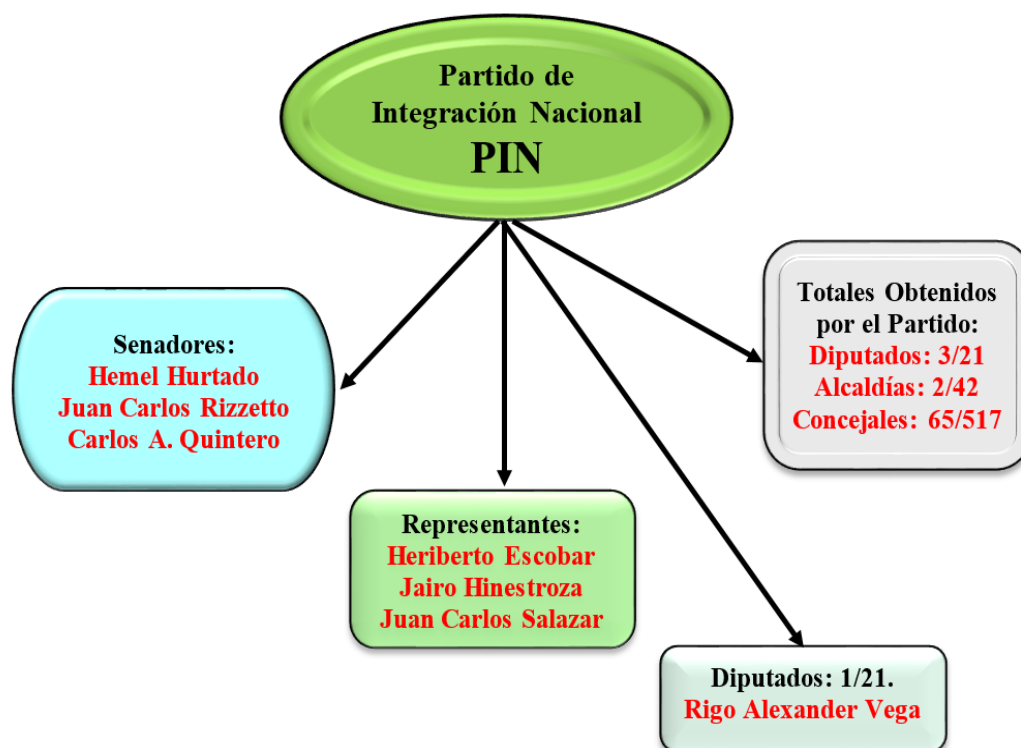 Partido de
Integración Nacional
PIN
Senadores:
Hemel Hurtado
Juan Carlos Rizzetto
Carlos A. Quintero
Totales Obtenidos
por el Partido:
Diputados: 3/21
Alcaldías: 2/42
Concejales: 65/517
Representantes:
Heriberto Escobar
Jairo Hinestroza
Juan Carlos Salazar
Diputados: 1/21.
Rigo Alexander Vega